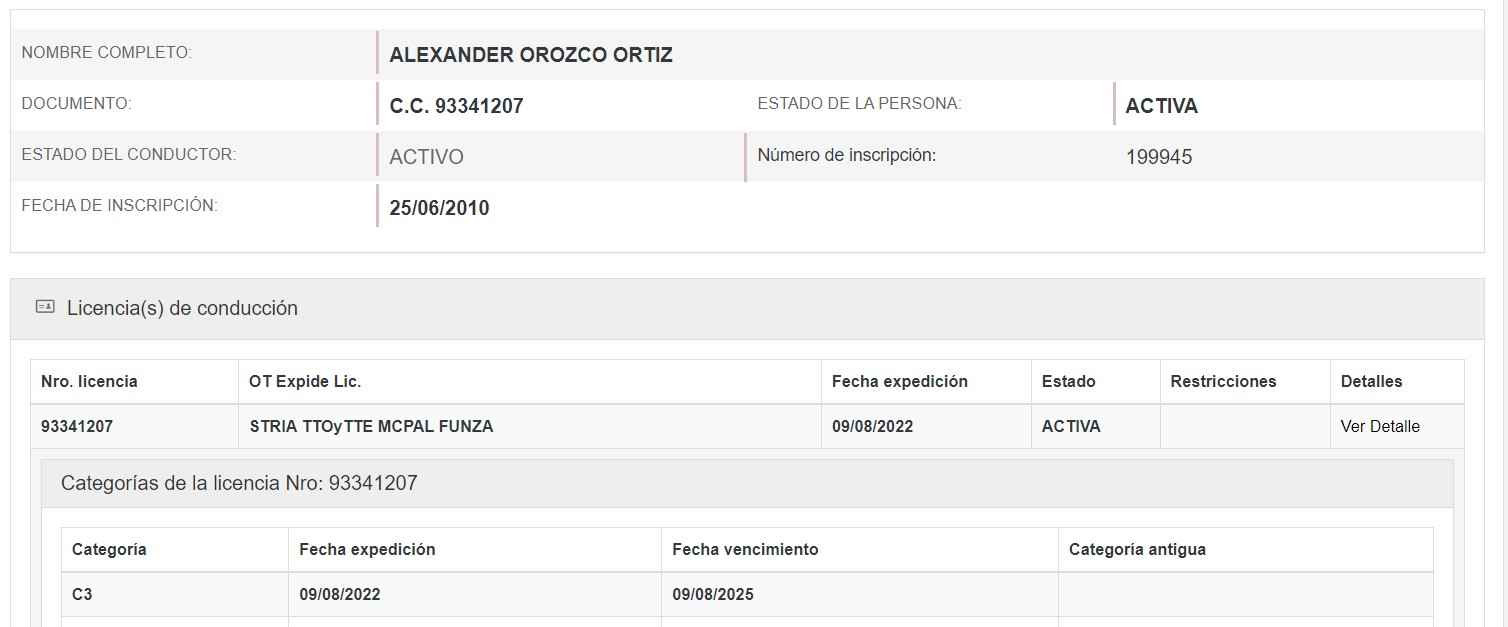 NOMBRE COMPLETO: ALEXANDER OROZCO ORTIZ
DOCUMENTO: C.C. 93341207 ESTADO DE LA PERSONA: ACTIVA
ESTADO DEL CONDUCTOR: ACTIVO Número de inscripción: 199945
FECHA DE INSCRIPCIÓN: 25/06/2010
Licencia(s) de conducción
Nro. licencia OT Expide Lic. Fecha expedición Estado Restricciones Detalles
93341207 STRIA TTOyTTE MCPAL FUNZA 09/08/2022 ACTIVA Ver Detalle
Categorías de la licencia Nro: 93341207
Categoría Fecha expedición Fecha vencimiento Categoría antigua
C3 09/08/2022 09/08/2025